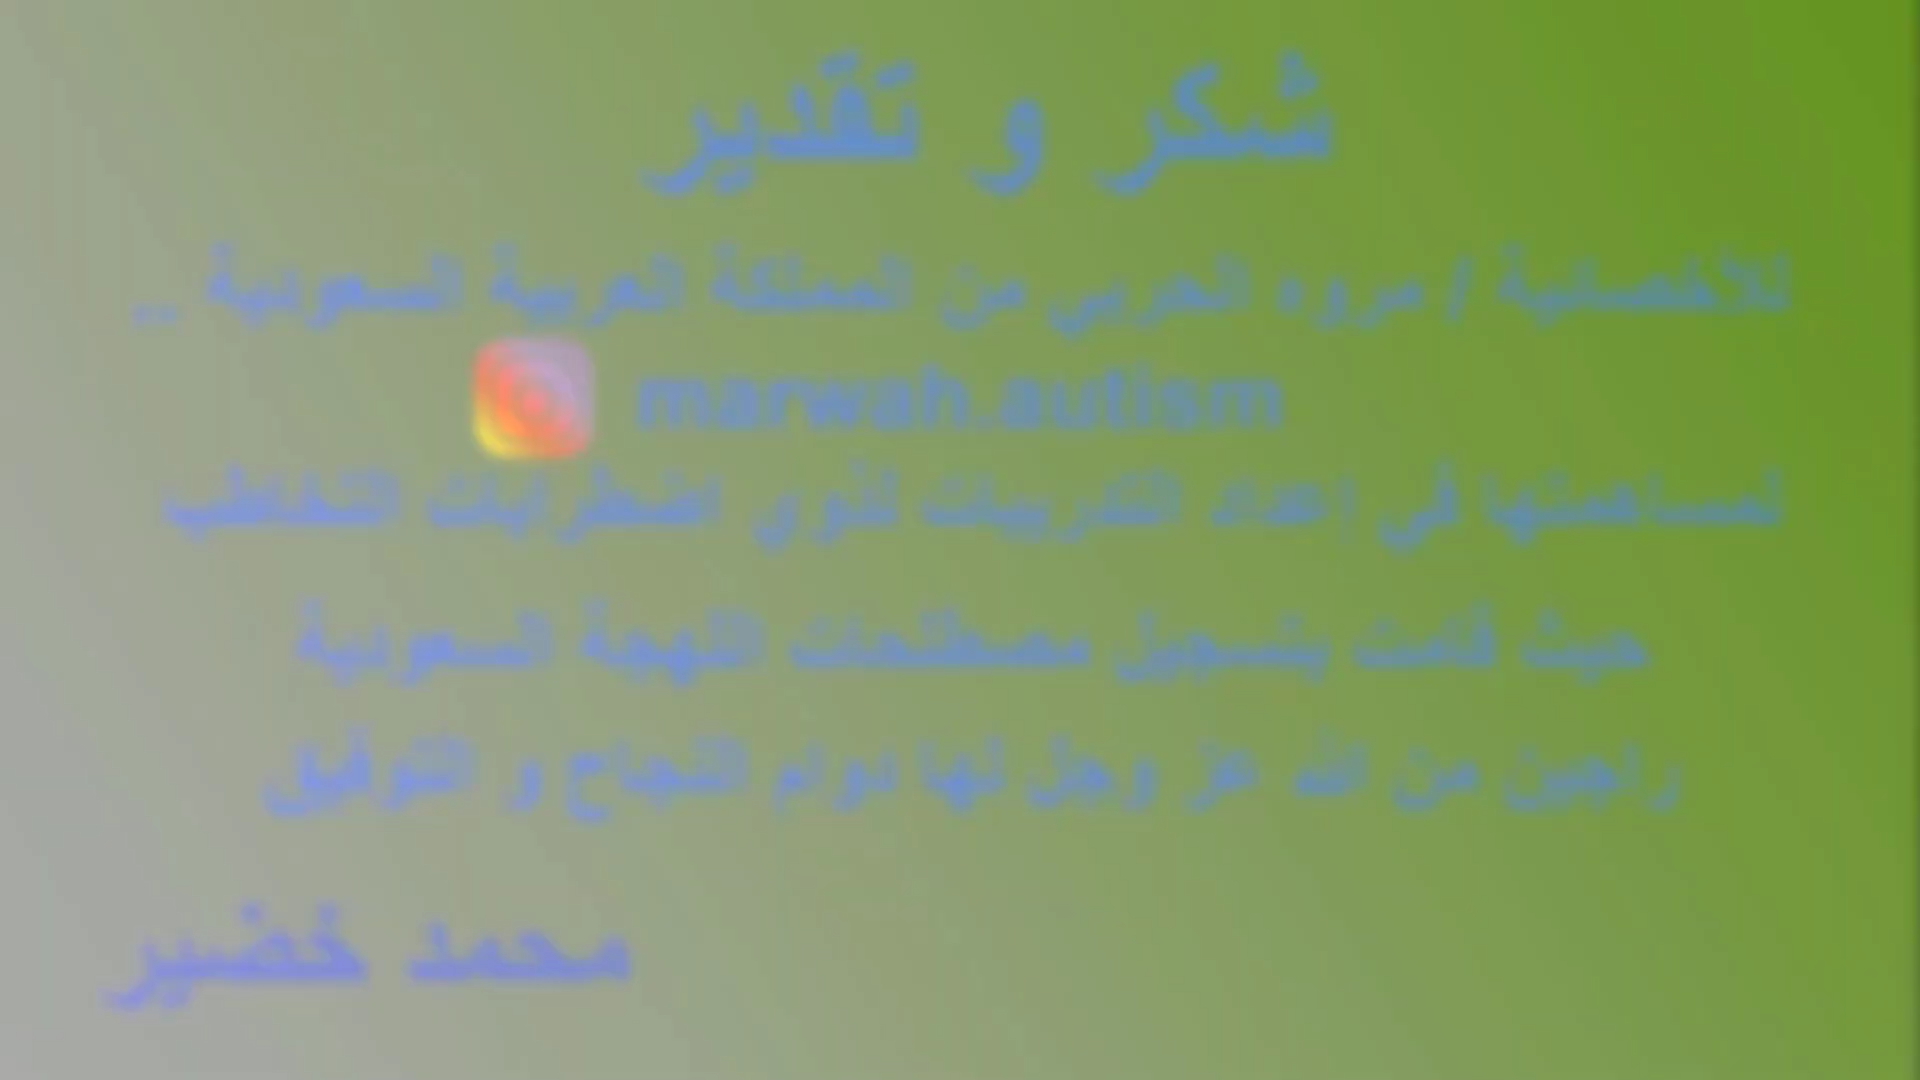 شكر و تقدير
للأخصائية / مروه الحربي من المملكة العربية السعودية ..
marwah.autism
لمساهمتها في إعداد التدريبات لذوي اضطرابات التخاطب
حيث قامت بتسجيل مصطلحات اللهجة السعودية
راجين من الله عز وجل لها دوام النجاح و التوفيق
محمد خضير